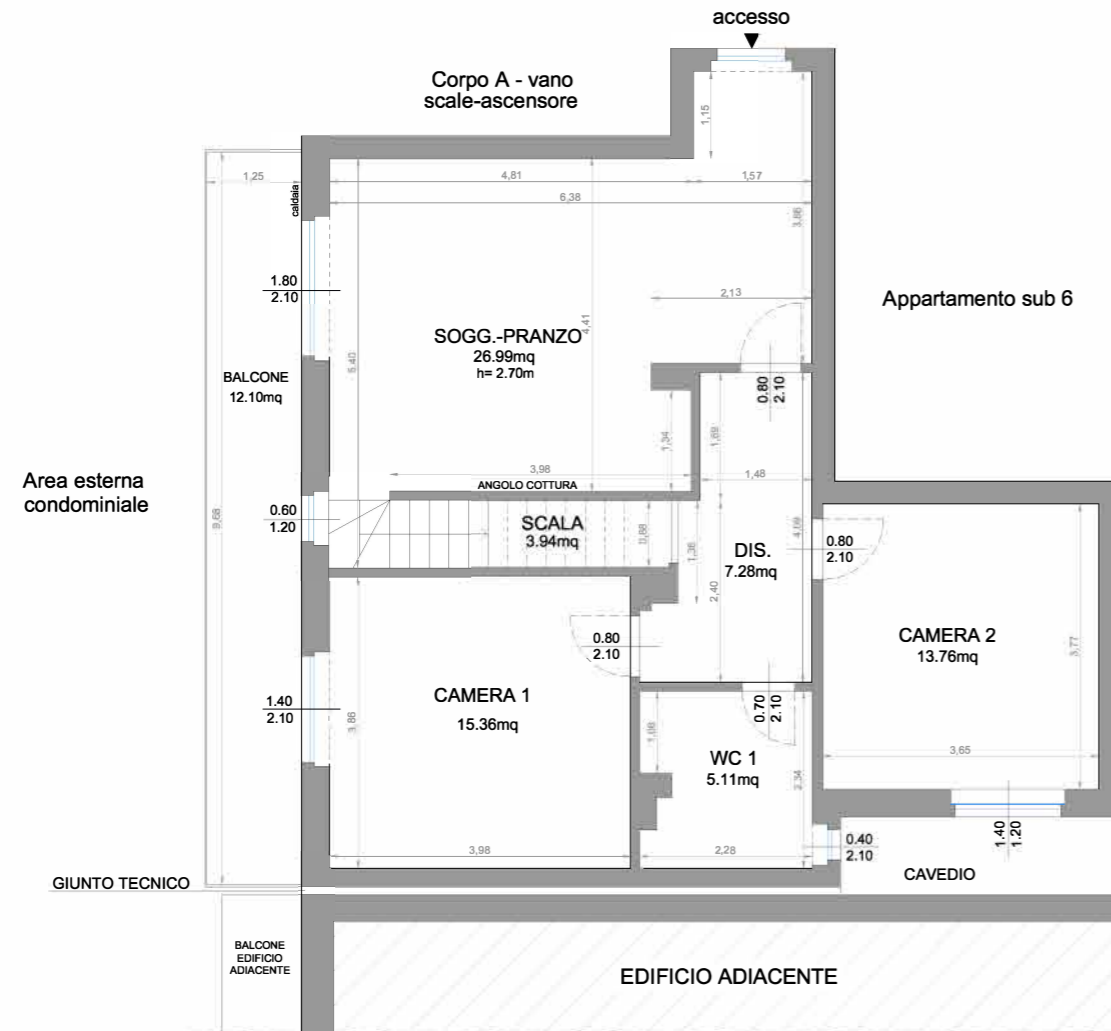 accesso
Corpo A - vano
scale-ascensore
1,15
1,25
caldaia
4,81
1,57
6,38
3,88
1.80
2.10
2,13
Appartamento sub 6
4,41
SOGG.-PRANZO
26.99mq
h= 2.70m
5,40
BALCONE
12.10mq
0.80
2.10
1,34
1,69
3,98
1,48
ANGOLO COTTURA
Area esterna
condominiale
9,68
0.60
1.20
SCALA
3.94mq
0,88
1,36
4,09
DIS.
7.28mq
0.80
2.10
2,40
CAMERA 2
13.76mq
3,77
0.80
2.10
CAMERA 1
15.36mq
1.40
2.10
3,86
0.70
2.10
1,06
WC 1
5.11mq
2,34
3,65
1.40
1.20
0.40
2.10
3,98
2,28
CAVEDIO
GIUNTO TECNICO
BALCONE
EDIFICIO
ADIACENTE
EDIFICIO ADIACENTE